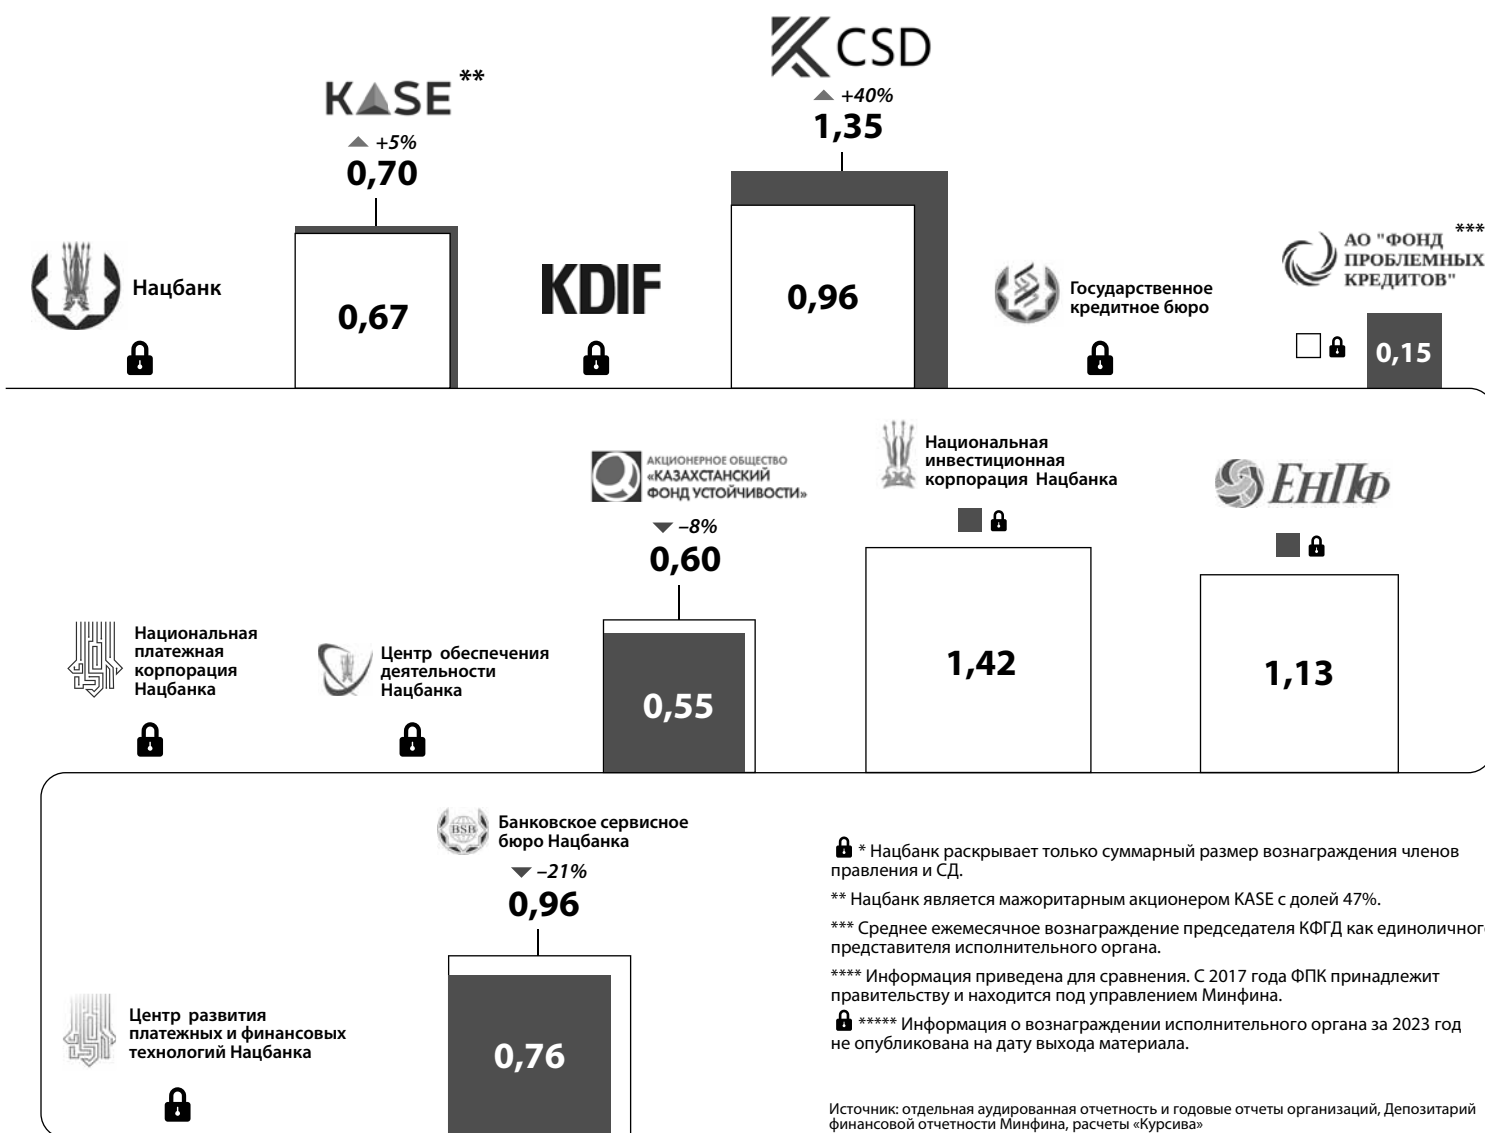 CSD
+40%
1,35
0,96
KASE **
+5%
0,70
0,67
Нацбанк
KDIF
Государственное
кредитное бюро
АО "ФОНД ***
ПРОБЛЕМНЫХ
КРЕДИТОВ"
0,15
АКЦИОНЕРНОЕ ОБЩЕСТВО
«КАЗАХСТАНСКИЙ
ФОНД УСТОЙЧИВОСТИ»
–8%
0,60
0,55
Национальная
инвестиционная
корпорация Нацбанка
1,42
ЕНПФ
1,13
Национальная
платежная
корпорация
Нацбанка
Центр обеспечения
деятельности
Нацбанка
BSB
Банковское сервисное
бюро Нацбанка
–21%
0,96
0,76
Центр развития
платежных и финансовых
технологий Нацбанка
* Нацбанк раскрывает только суммарный размер вознаграждения членов
правления и СД.
** Нацбанк является мажоритарным акционером KASE с долей 47%.
*** Среднее ежемесячное вознаграждение председателя КФГД как единоличног
представителя исполнительного органа.
**** Информация приведена для сравнения. С 2017 года ФПК принадлежит
правительству и находится под управлением Минфина.
***** Информация о вознаграждении исполнительного органа за 2023 год
не опубликована на дату выхода материала.
Источник: отдельная аудированная отчетность и годовые отчеты организаций, Депозитарий
финансовой отчетности Минфина, расчеты «Курсива»